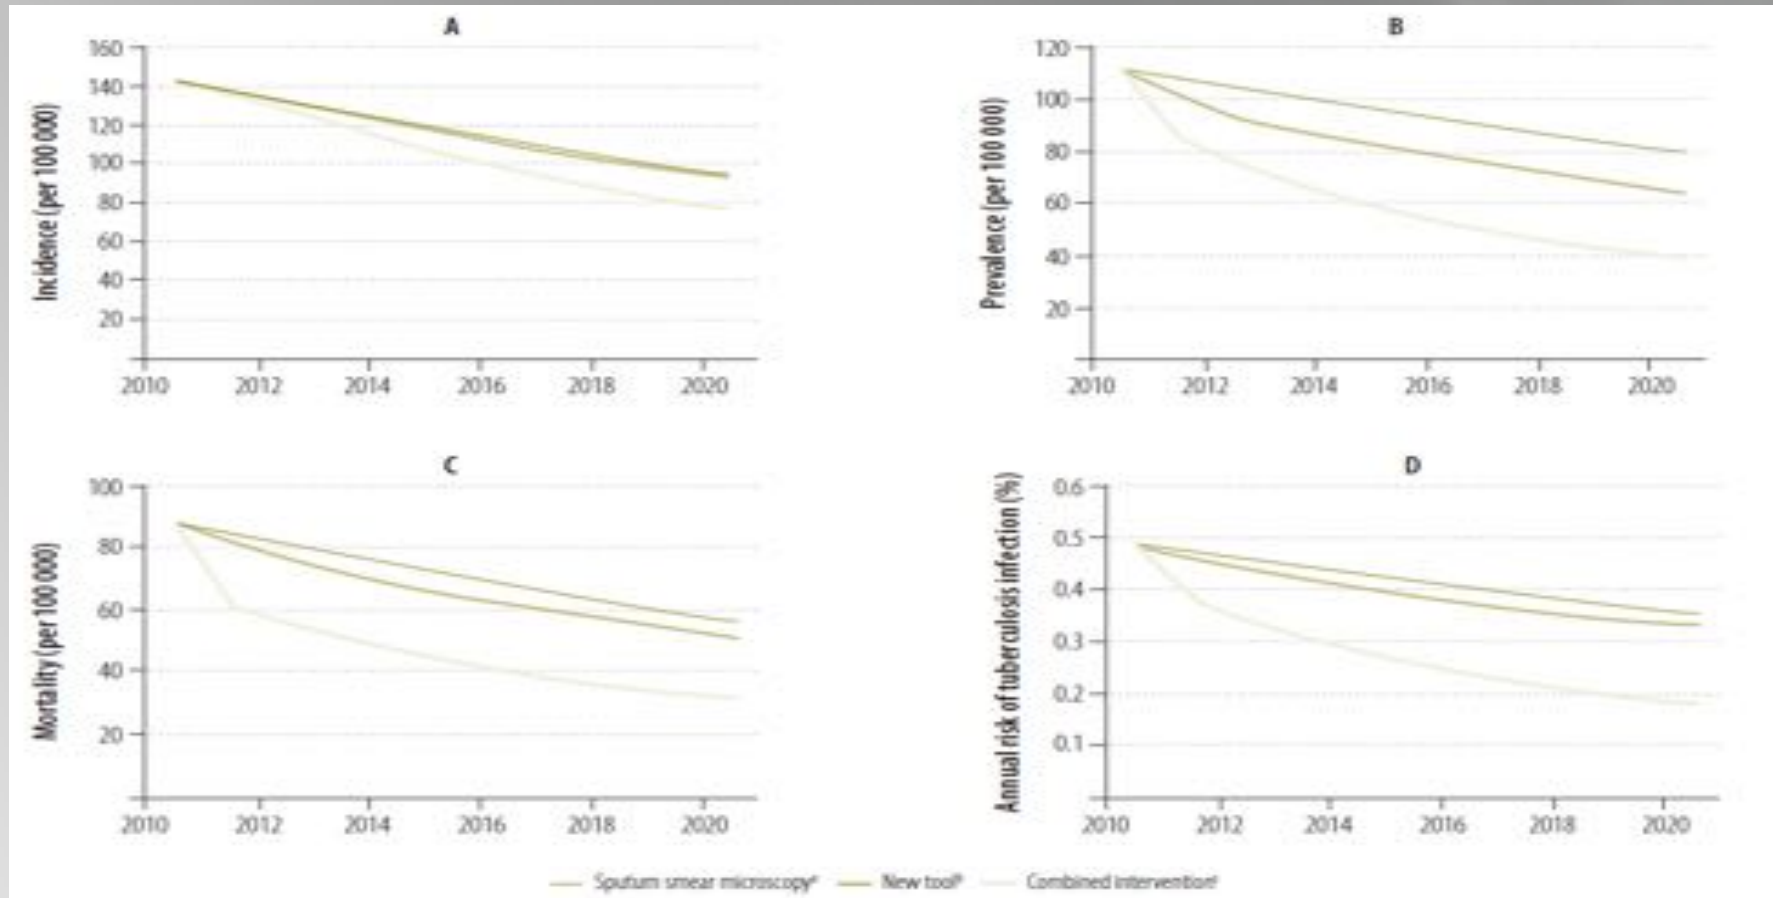 A
Incidence (per 100 000)
160
140
120
100
80
60
40
20
2010 2012 2014 2016 2018 2020
B
Prevalence (per 100 000)
120
100
80
60
40
20
2010 2012 2014 2016 2018 2020
C
Mortality (per 100 000)
100
80
60
40
20
2010 2012 2014 2016 2018 2020
D
Annual risk of tuberculosis infection (%)
0.6
0.5
0.4
0.3
0.2
0.1
2010 2012 2014 2016 2018 2020
Sputum smear microscopyᵃ New toolᵇ Combined interventionᶜ